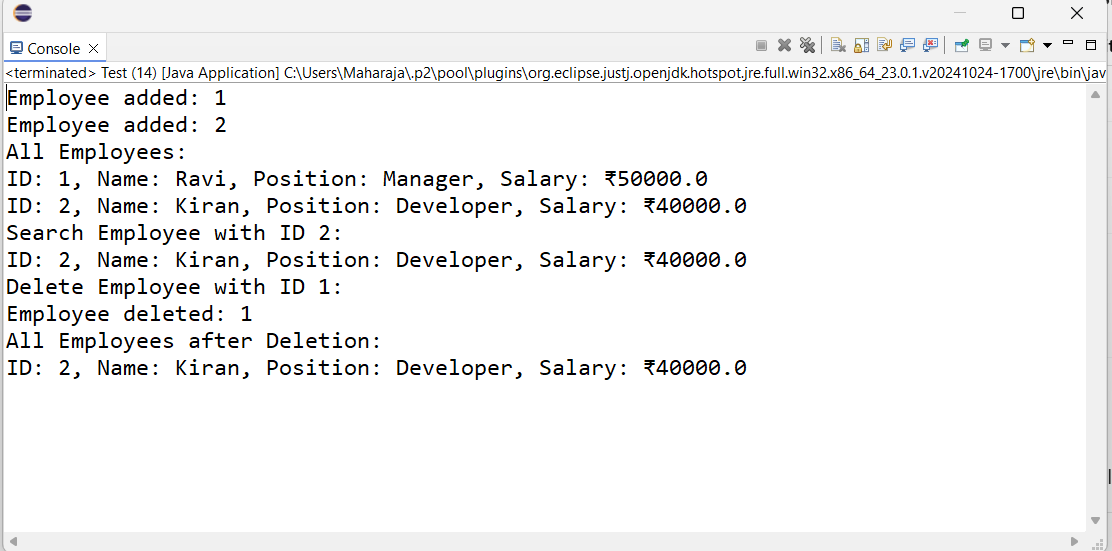 Console
<terminated> Test (14) [Java Application] C:\Users\Maharaja\.p2\pool\plugins\org.eclipse.justj.openjdk.hotspot.jre.full.win32.x86_64_23.0.1.v20241024-1700\jre\bin\jav
Employee added: 1
Employee added: 2
All Employees:
ID: 1, Name: Ravi, Position: Manager, Salary: ₹50000.0
ID: 2, Name: Kiran, Position: Developer, Salary: ₹40000.0
Search Employee with ID 2:
ID: 2, Name: Kiran, Position: Developer, Salary: ₹40000.0
Delete Employee with ID 1:
Employee deleted: 1
All Employees after Deletion:
ID: 2, Name: Kiran, Position: Developer, Salary: ₹40000.0